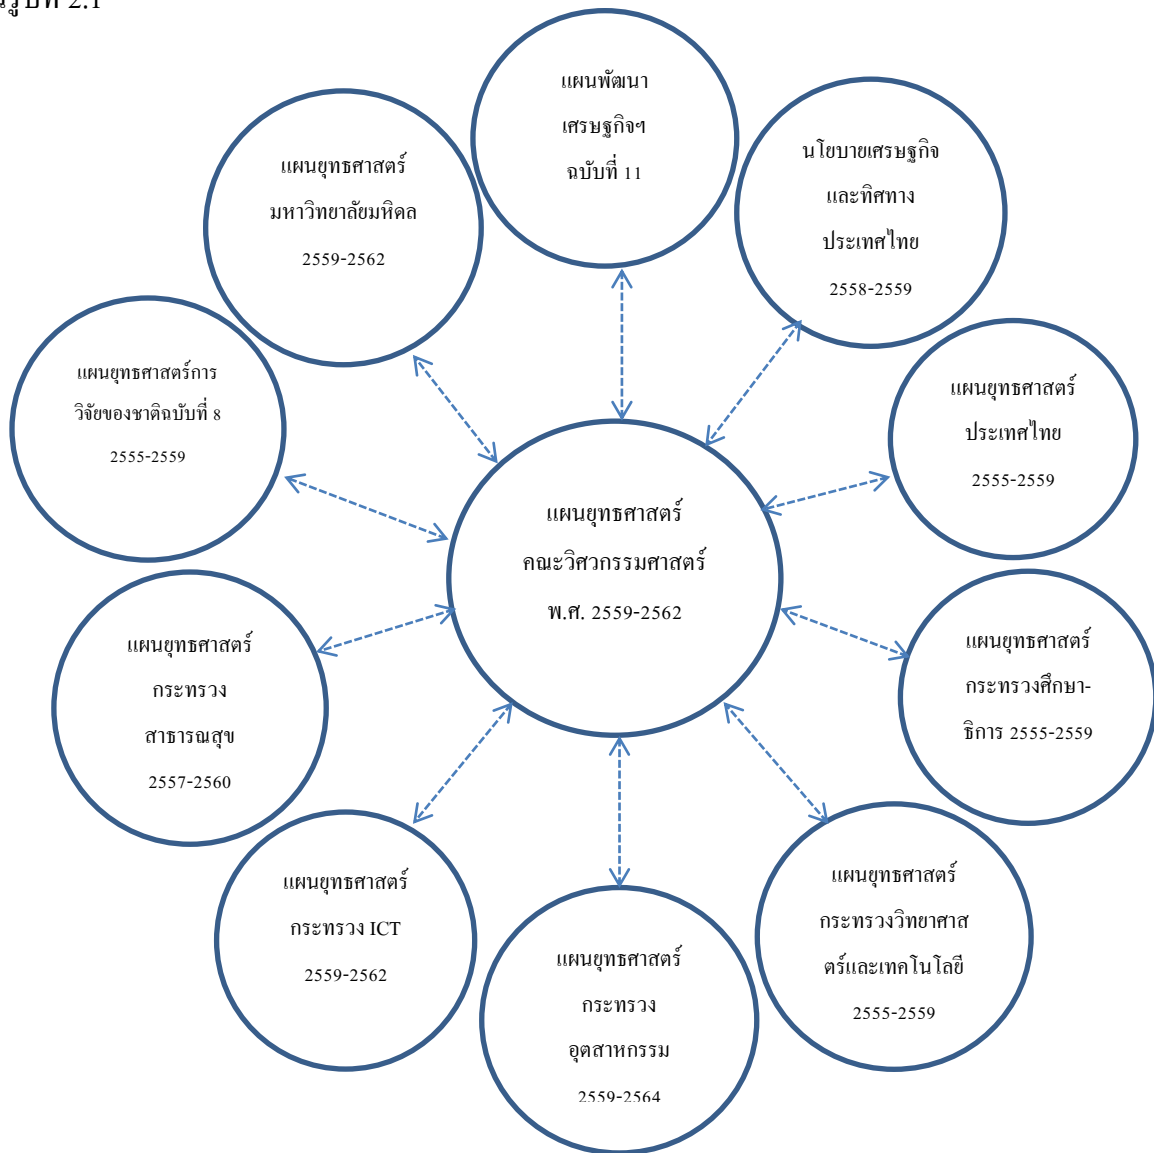 นรูปที่ 2.1
แผนพัฒนา
เศรษฐกิจฯ
ฉบับที่ 11
นโยบายเศรษฐกิจ
และทิศทาง
ประเทศไทย
2558-2559
แผนยุทธศาสตร์
มหาวิทยาลัยมหิดล
2559-2562
แผนยุทธศาสตร์การ
วิจัยของชาติฉบับที่ 8
2555-2559
แผนยุทธศาสตร์
ประเทศไทย
2555-2559
แผนยุทธศาสตร์
คณะวิศวกรรมศาสตร์
พ.ศ. 2559-2562
แผนยุทธศาสตร์
กระทรวง
สาธารณสุข
2557-2560
แผนยุทธศาสตร์
กระทรวงศึกษา-
ธิการ 2555-2559
แผนยุทธศาสตร์
กระทรวง ICT
2559-2562
แผนยุทธศาสตร์
กระทรวง
อุตสาหกรรม
2559-2564
แผนยุทธศาสตร์
กระทรวงวิทยาศาส
ตร์และเทคโนโลยี
2555-2559